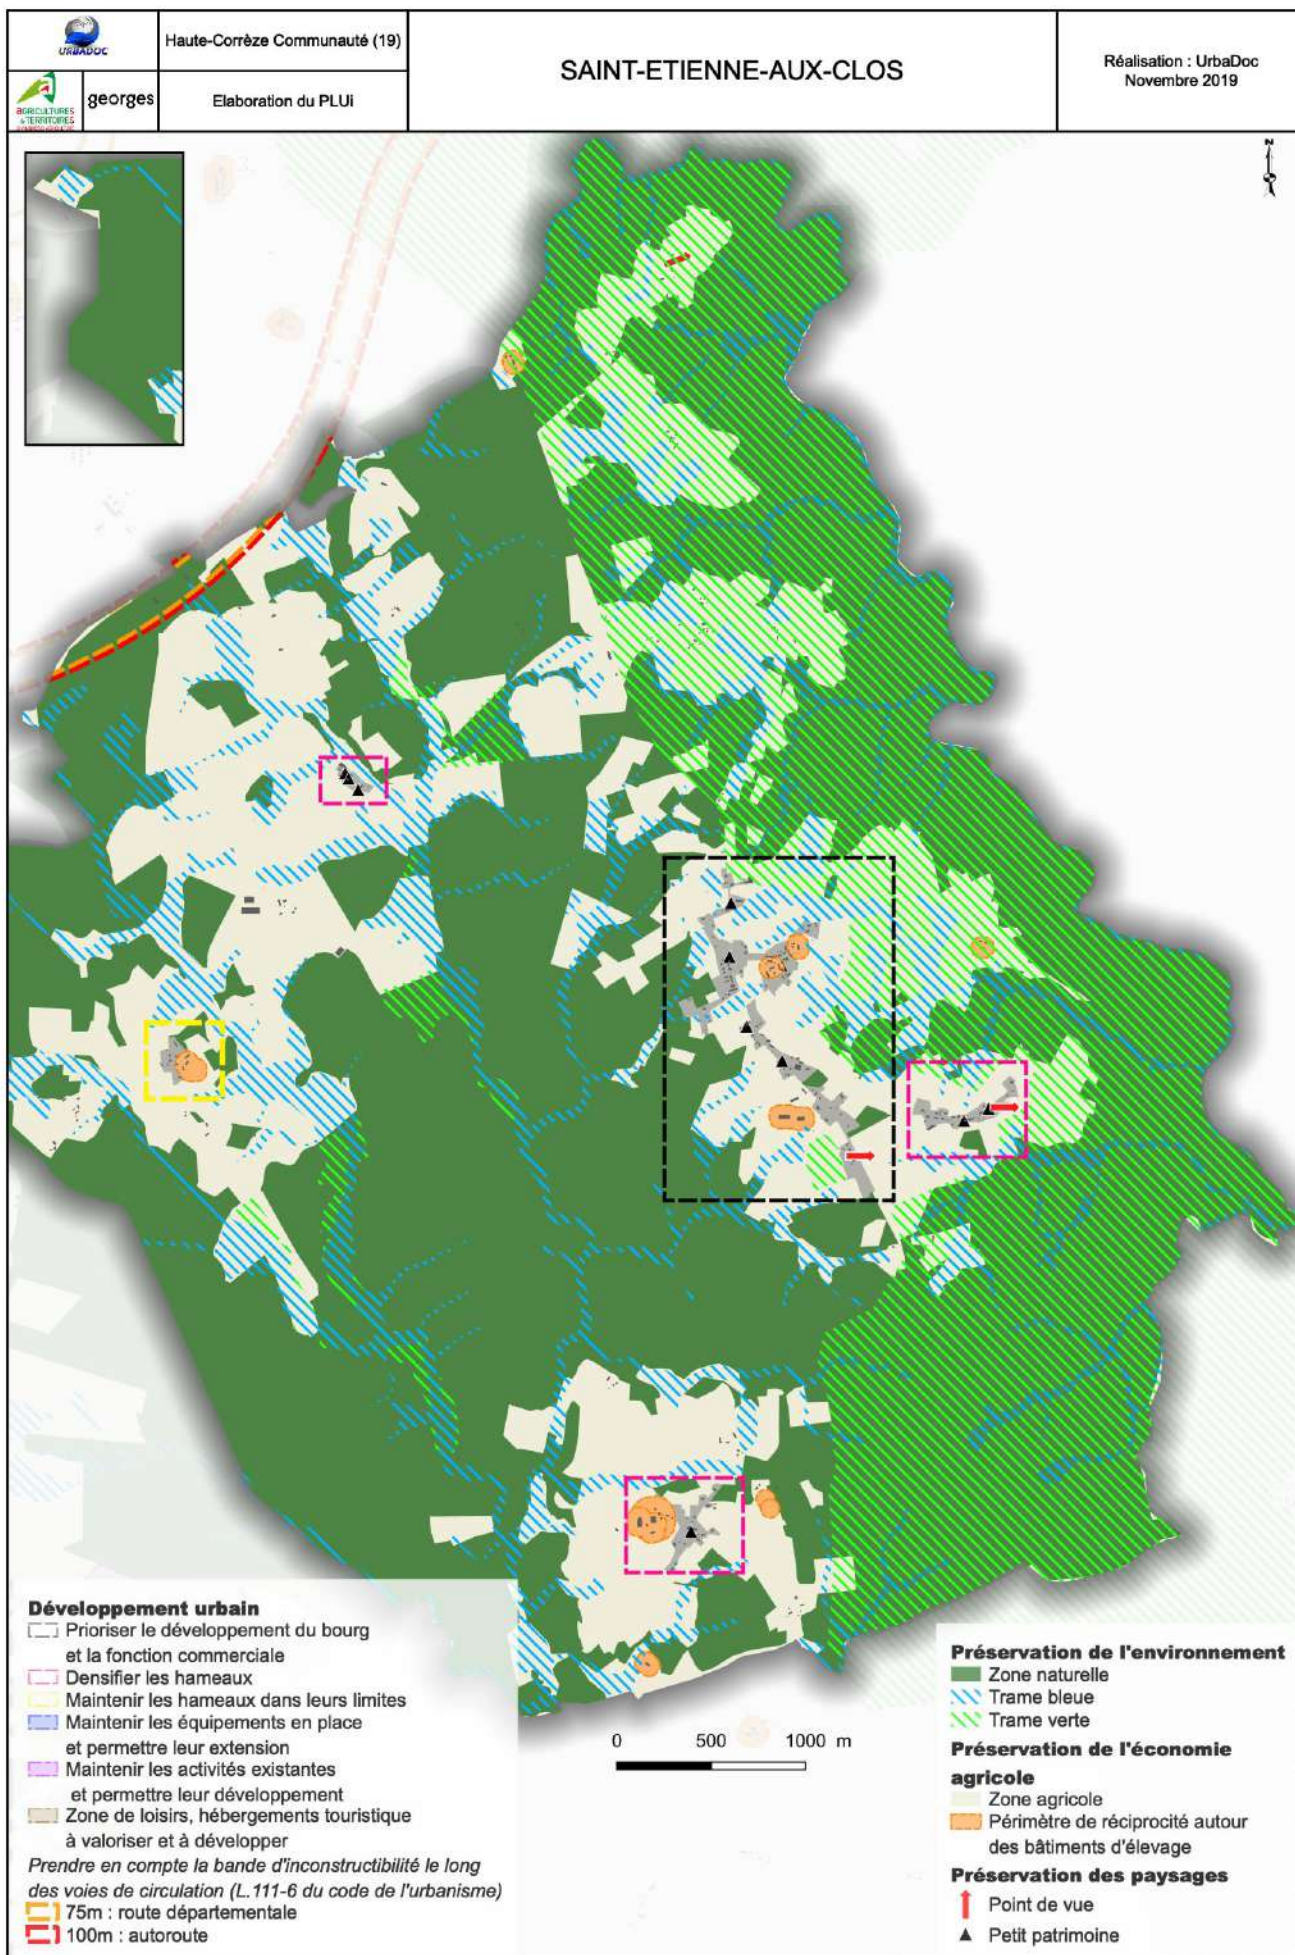 URBADOC
Haute-Corrèze Communauté (19)
SAINT-ETIENNE-AUX-CLOS
Réalisation : UrbaDoc
Novembre 2019
AGRICULTURES
& TERRITOIRES
georges
Elaboration du PLUi
N
Développement urbain
Prioriser le développement du bourg
et la fonction commerciale
Densifier les hameaux
Maintenir les hameaux dans leurs limites
Maintenir les équipements en place
et permettre leur extension
Maintenir les activités existantes
et permettre leur développement
Zone de loisirs, hébergements touristique
à valoriser et à développer
Prendre en compte la bande d'inconstructibilité le long
des voies de circulation (L.111-6 du code de l'urbanisme)
75m : route départementale
100m : autoroute
0 500 1000 m
Préservation de l'environnement
Zone naturelle
Trame bleue
Trame verte
Préservation de l'économie
agricole
Zone agricole
Périmètre de réciprocité autour
des bâtiments d'élevage
Préservation des paysages
Point de vue
Petit patrimoine